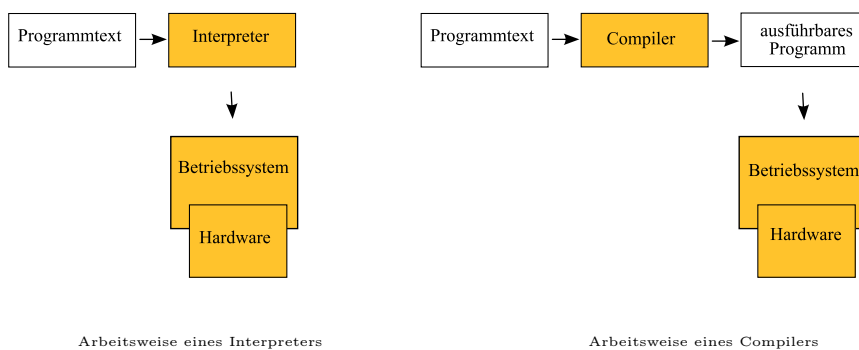 Programmtext
Interpreter
Betriebssystem
Hardware
Arbeitsweise eines Interpreters
Programmtext
Compiler
ausführbares
Programm
Betriebssystem
Hardware
Arbeitsweise eines Compilers